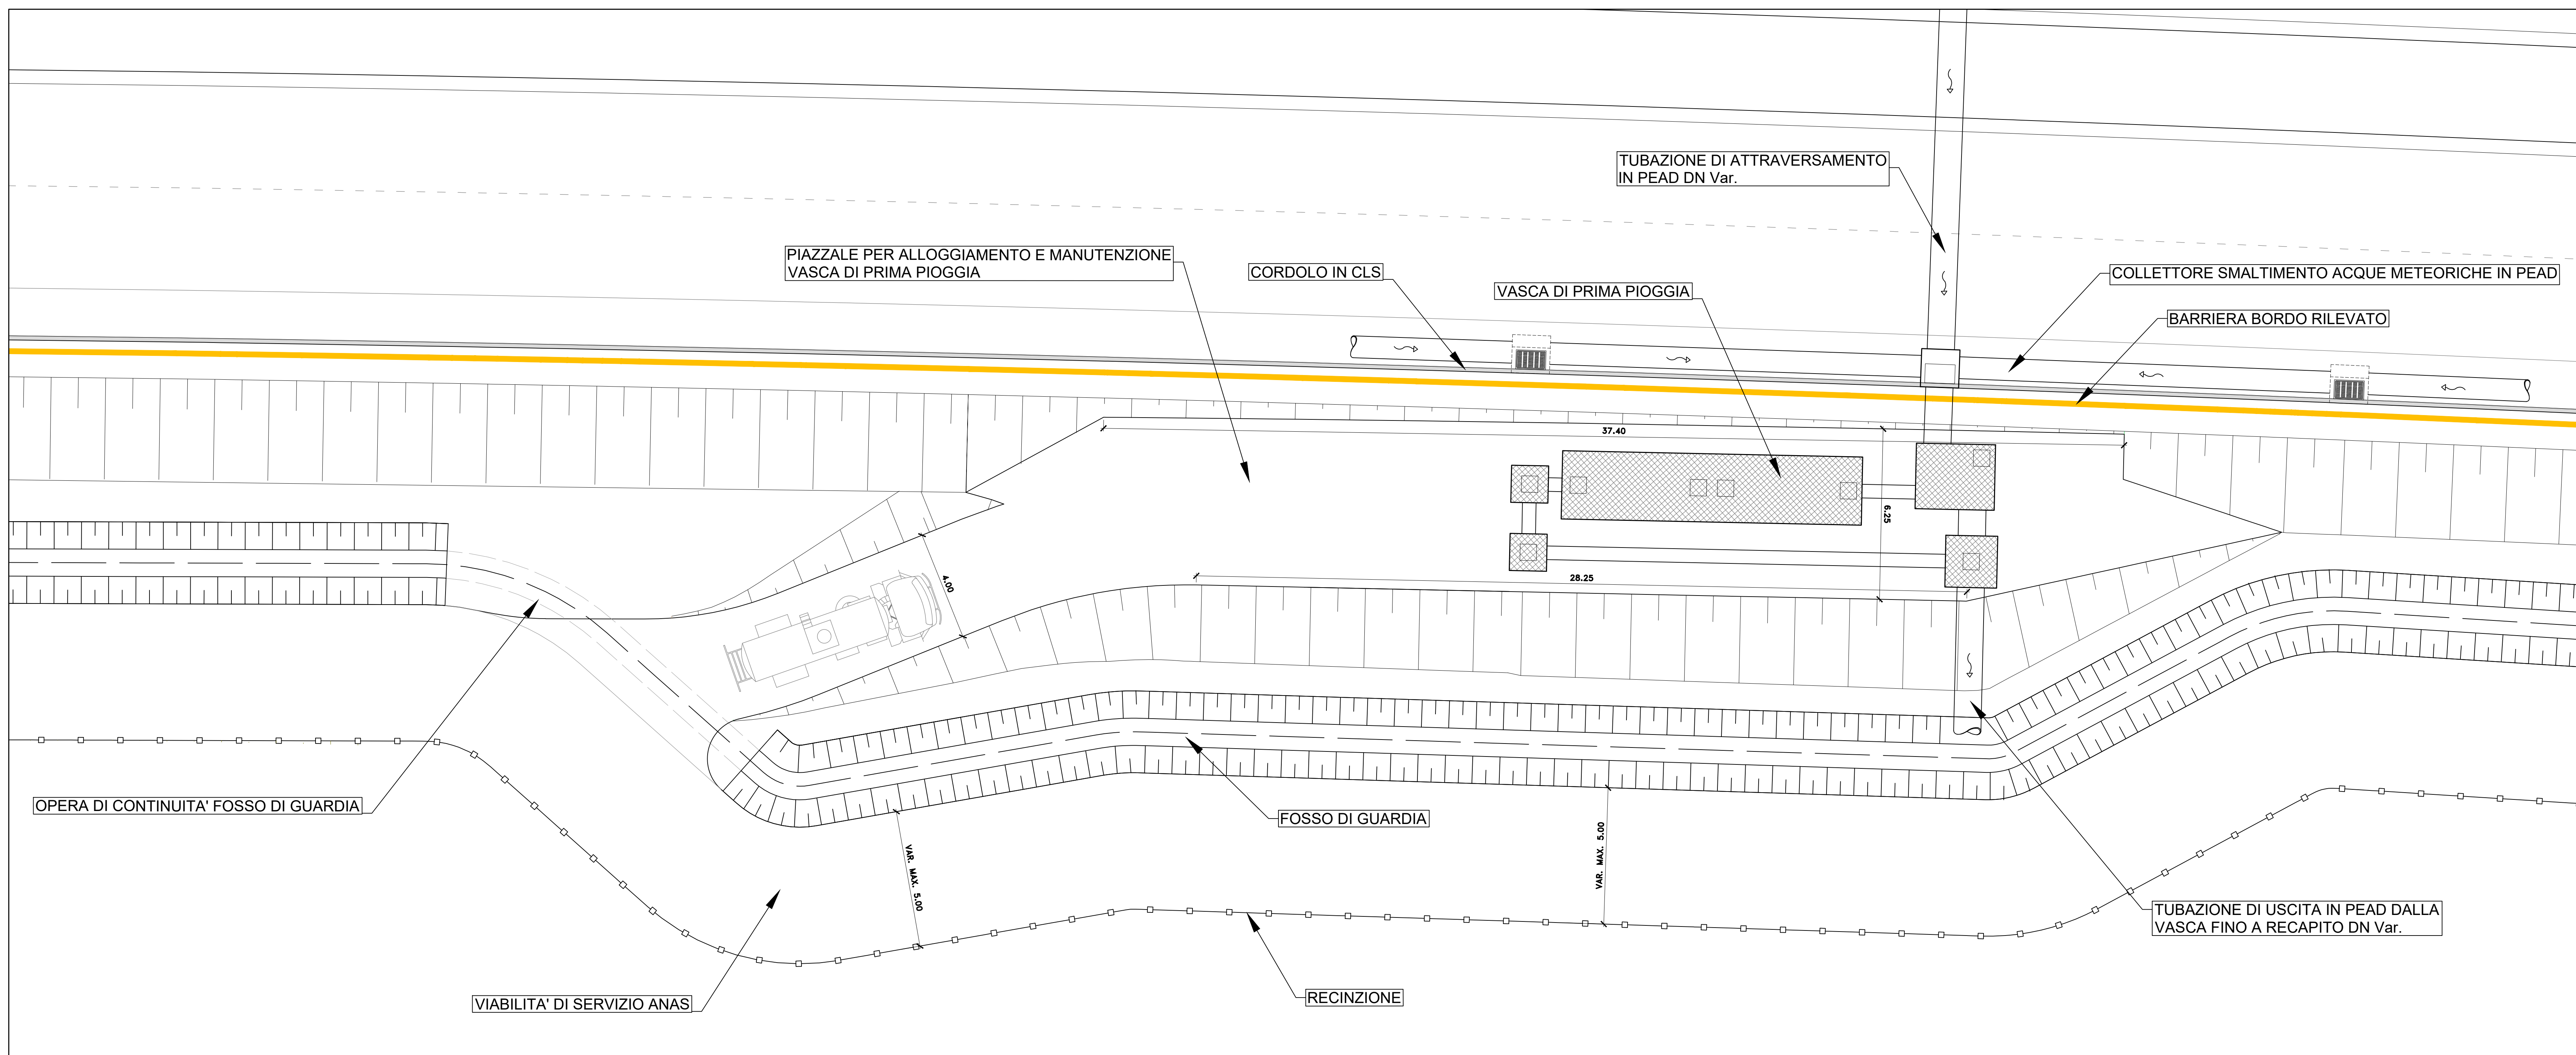 TUBAZIONE DI ATTRAVERSAMENTO
IN PEAD DN Var.
PIAZZALE PER ALLOGGIAMENTO E MANUTENZIONE
VASCA DI PRIMA PIOGGIA
CORDOLO IN CLS
VASCA DI PRIMA PIOGGIA
COLLETTORE SMALTIMENTO ACQUE METEORICHE IN PEAD
BARRIERA BORDO RILEVATO
37.40
6.25
4.00
28.25
OPERA DI CONTINUITA' FOSSO DI GUARDIA
FOSSO DI GUARDIA
VAR. MAX. 5.00
VAR. MAX. 5.00
TUBAZIONE DI USCITA IN PEAD DALLA
VASCA FINO A RECAPITO DN Var.
VIABILITA' DI SERVIZIO ANAS
RECINZIONE